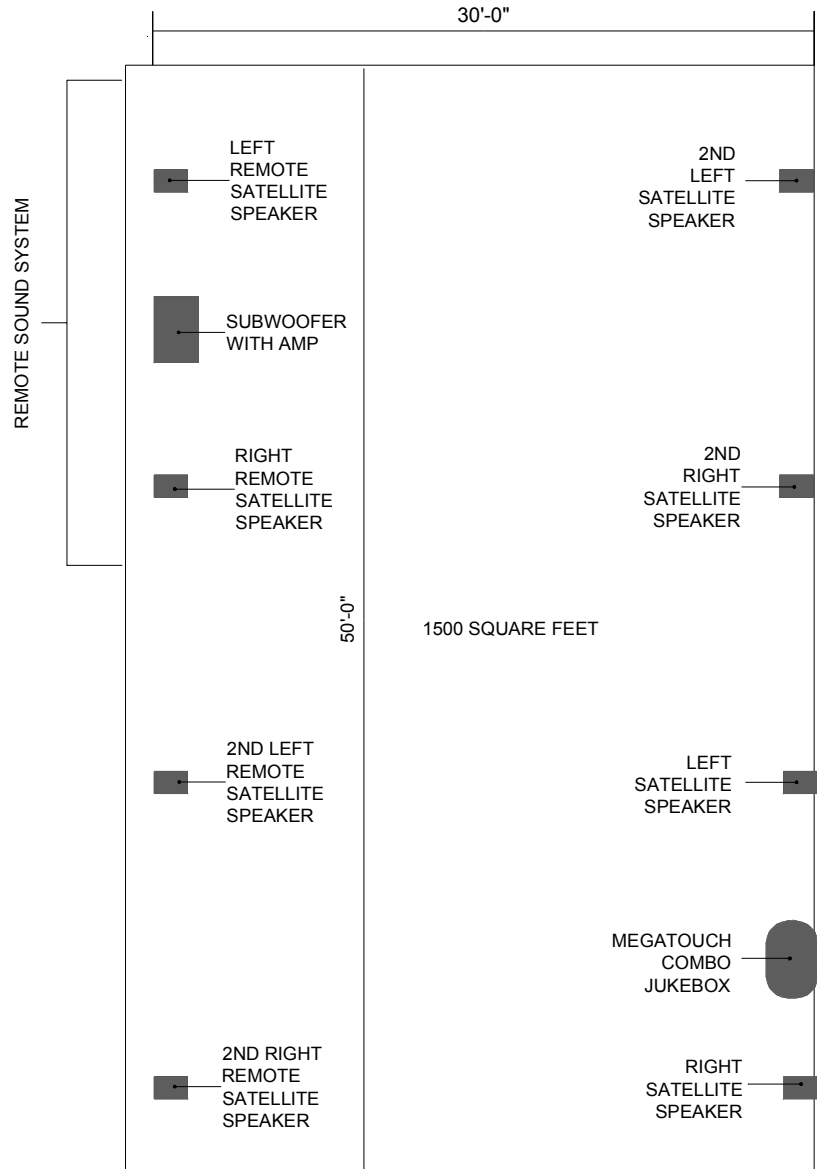 30'-0"
LEFT
REMOTE
SATELLITE
SPEAKER
2ND
LEFT
SATELLITE
SPEAKER
REMOTE SOUND SYSTEM
SUBWOOFER
WITH AMP
RIGHT
REMOTE
SATELLITE
SPEAKER
2ND
RIGHT
SATELLITE
SPEAKER
50'-0"
1500 SQUARE FEET
2ND LEFT
REMOTE
SATELLITE
SPEAKER
LEFT
SATELLITE
SPEAKER
MEGATOUCH
COMBO
JUKEBOX
2ND RIGHT
REMOTE
SATELLITE
SPEAKER
RIGHT
SATELLITE
SPEAKER